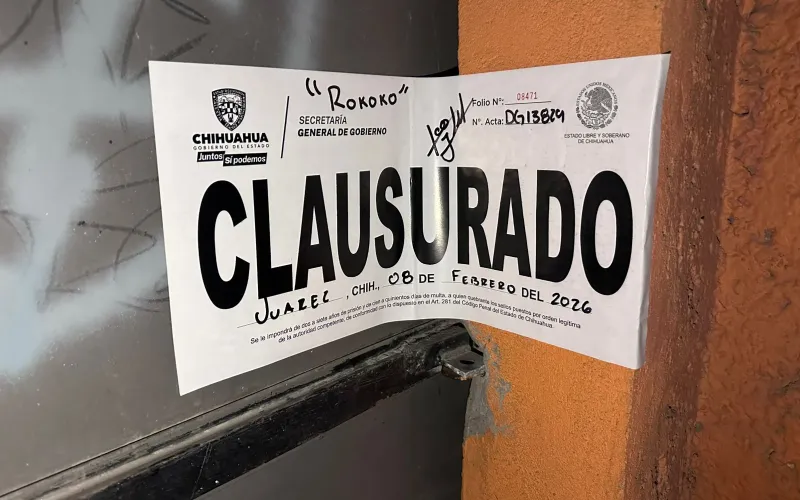 "ROKOKO"
CHIHUAHUA
GOBIERNO DEL ESTADO
Juntos Sí podemos
SECRETARÍA
GENERAL DE GOBIERNO
Folio N°: 08471
N°. Acta: DG13829
ESTADO LIBRE Y SOBERANO
DE CHIHUAHUA
CLAUSURADO
JUAREZ, CHIH., 08 DE FEBRERO DEL 2026
Se le impondrá de dos a siete años de prisión y de cien a quinientos días de multa, a quien quebrante los sellos puestos por orden legítima
de la autoridad competente, de conformidad con lo dispuesto en el Art. 281 del Código Penal del Estado de Chihuahua.